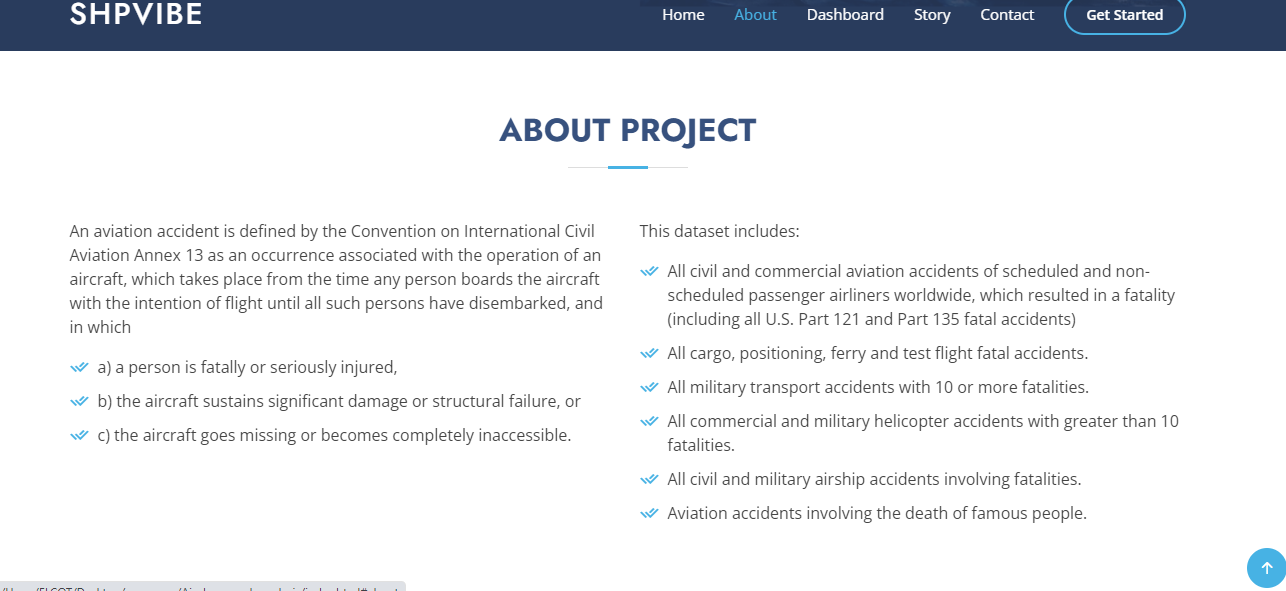 SHPVIBE
Home About Dashboard Story Contact Get Started
ABOUT PROJECT
An aviation accident is defined by the Convention on International Civil
Aviation Annex 13 as an occurrence associated with the operation of an
aircraft, which takes place from the time any person boards the aircraft
with the intention of flight until all such persons have disembarked, and
in which
a) a person is fatally or seriously injured,
b) the aircraft sustains significant damage or structural failure, or
c) the aircraft goes missing or becomes completely inaccessible.
This dataset includes:
All civil and commercial aviation accidents of scheduled and non-
scheduled passenger airliners worldwide, which resulted in a fatality
(including all U.S. Part 121 and Part 135 fatal accidents)
All cargo, positioning, ferry and test flight fatal accidents.
All military transport accidents with 10 or more fatalities.
All commercial and military helicopter accidents with greater than 10
fatalities.
All civil and military airship accidents involving fatalities.
Aviation accidents involving the death of famous people.